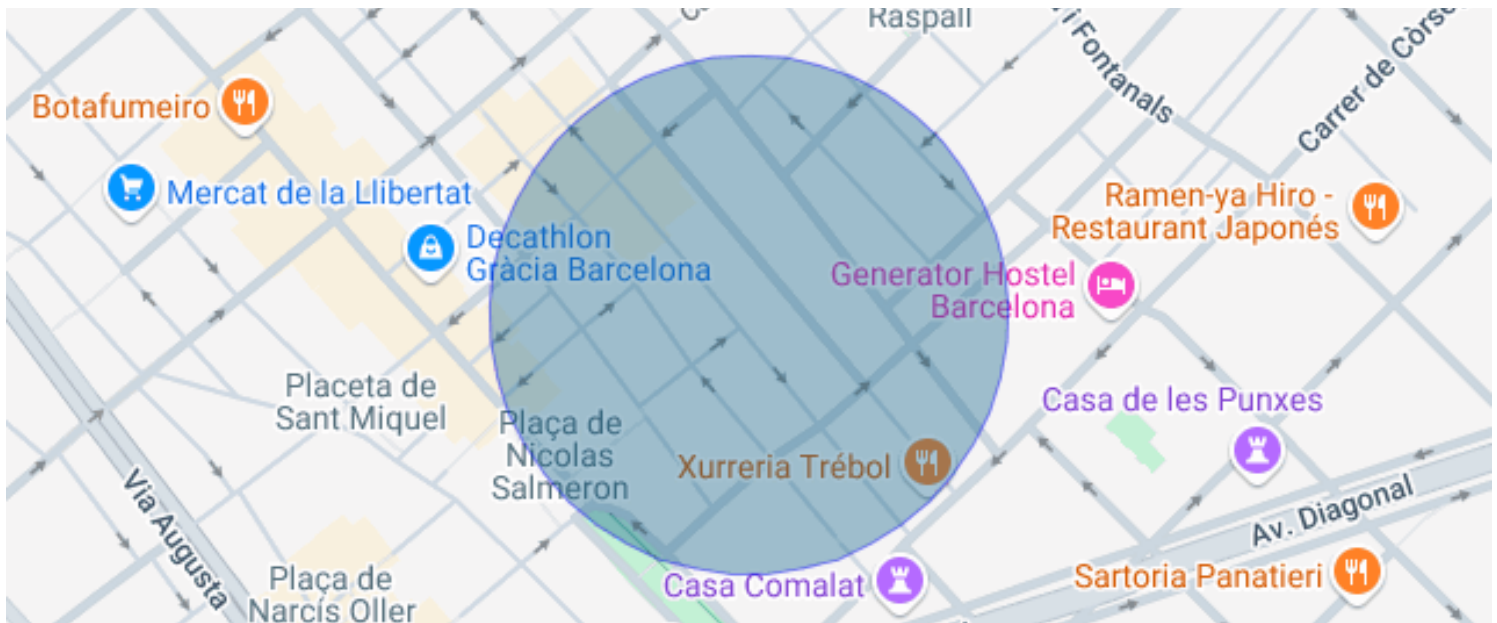 Raspall
i Fontanals
Carrer de Còrse
Botafumeiro
Mercat de la Llibertat
Decathlon
Gràcia Barcelona
Ramen-ya Hiro -
Restaurant Japonés
Generator Hostel
Barcelona
Placeta de
Sant Miquel
Plaça de
Nicolas
Salmeron
Casa de les Punxes
Xurreria Trébol
Via Augusta
Av. Diagonal
Plaça de
Narcís Oller
Casa Comalat
Sartoria Panatieri